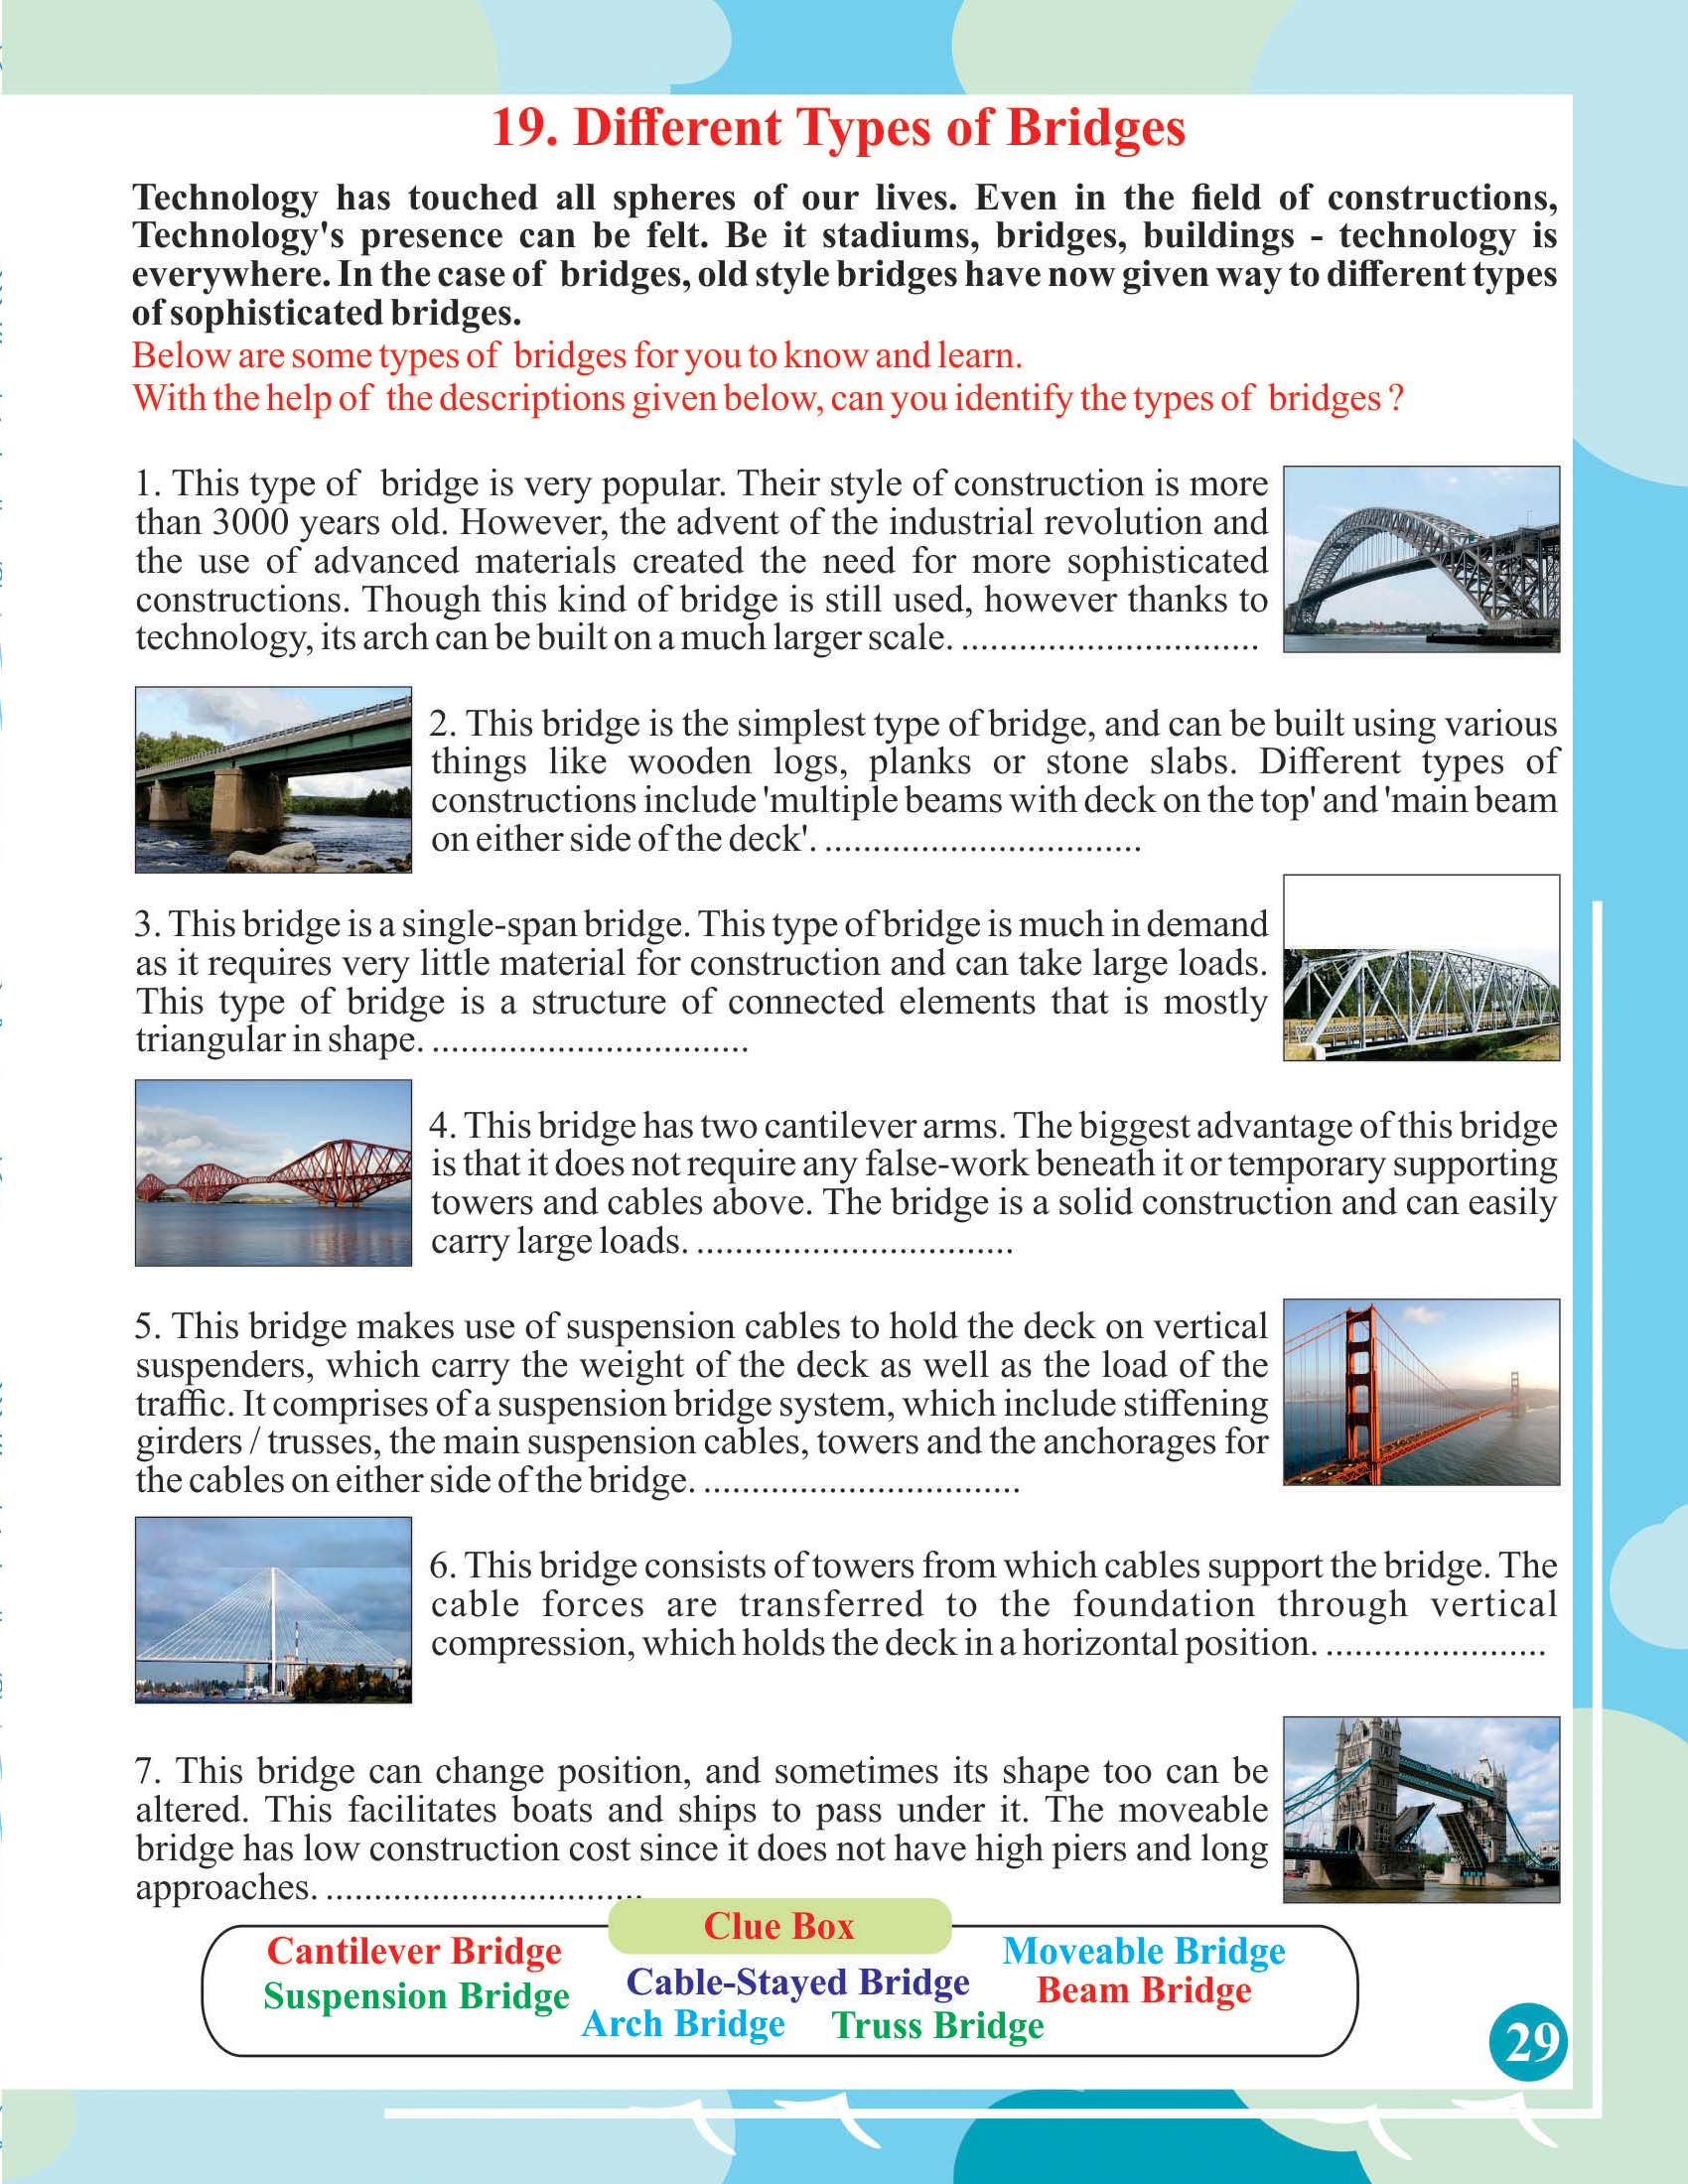 19. Different Types of Bridges
Technology has touched all spheres of our lives. Even in the field of constructions,
Technology's presence can be felt. Be it stadiums, bridges, buildings - technology is
everywhere. In the case of bridges, old style bridges have now given way to different types
of sophisticated bridges.
Below are some types of bridges for you to know and learn.
With the help of the descriptions given below, can you identify the types of bridges ?
1. This type of bridge is very popular. Their style of construction is more
than 3000 years old. However, the advent of the industrial revolution and
the use of advanced materials created the need for more sophisticated
constructions. Though this kind of bridge is still used, however thanks to
technology, its arch can be built on a much larger scale. ...............................
2. This bridge is the simplest type of bridge, and can be built using various
things like wooden logs, planks or stone slabs. Different types of
constructions include 'multiple beams with deck on the top' and 'main beam
on either side of the deck'. .................................
3. This bridge is a single-span bridge. This type of bridge is much in demand
as it requires very little material for construction and can take large loads.
This type of bridge is a structure of connected elements that is mostly
triangular in shape. .................................
4. This bridge has two cantilever arms. The biggest advantage of this bridge
is that it does not require any false-work beneath it or temporary supporting
towers and cables above. The bridge is a solid construction and can easily
carry large loads. .................................
5. This bridge makes use of suspension cables to hold the deck on vertical
suspenders, which carry the weight of the deck as well as the load of the
traffic. It comprises of a suspension bridge system, which include stiffening
girders / trusses, the main suspension cables, towers and the anchorages for
the cables on either side of the bridge. .................................
6. This bridge consists of towers from which cables support the bridge. The
cable forces are transferred to the foundation through vertical
compression, which holds the deck in a horizontal position. .......................
7. This bridge can change position, and sometimes its shape too can be
altered. This facilitates boats and ships to pass under it. The moveable
bridge has low construction cost since it does not have high piers and long
approaches. .................................
Clue Box
Cantilever Bridge
Moveable Bridge
Suspension Bridge
Cable-Stayed Bridge
Beam Bridge
Arch Bridge
Truss Bridge
29